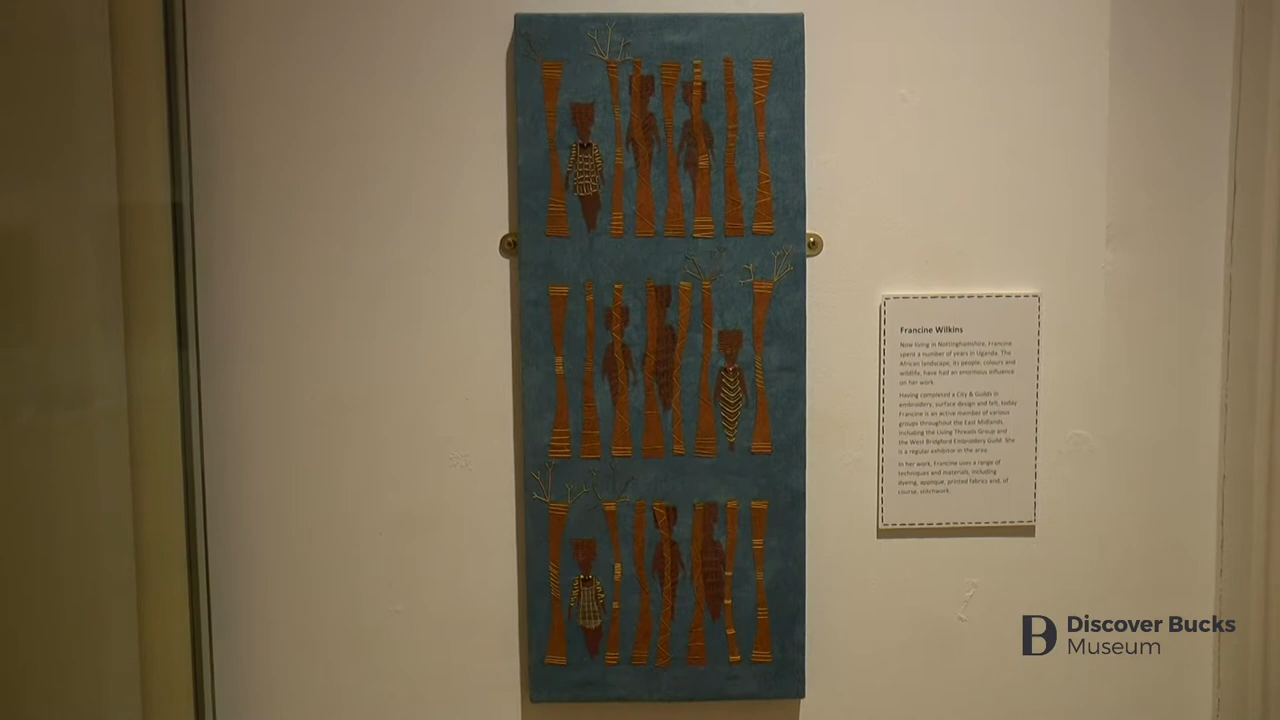 Francine Wilkins
Now living in Nottinghamshire, Francine
spent a number of years in Uganda. The
African landscape, its people, colours and
wildlife, have had an enormous influence
on her work.
Having completed a City & Guilds in
embroidery, surface design and felt, today
Francine is an active member of various
groups throughout the East Midlands,
including the Living Threads Group and
the West Bridgford Embroidery Guild. She
is a regular exhibitor in the area.
In her work, Francine uses a range of
techniques and materials, including
dyeing, applique, printed fabrics and, of
course, stitchwork.
Discover Bucks
Museum